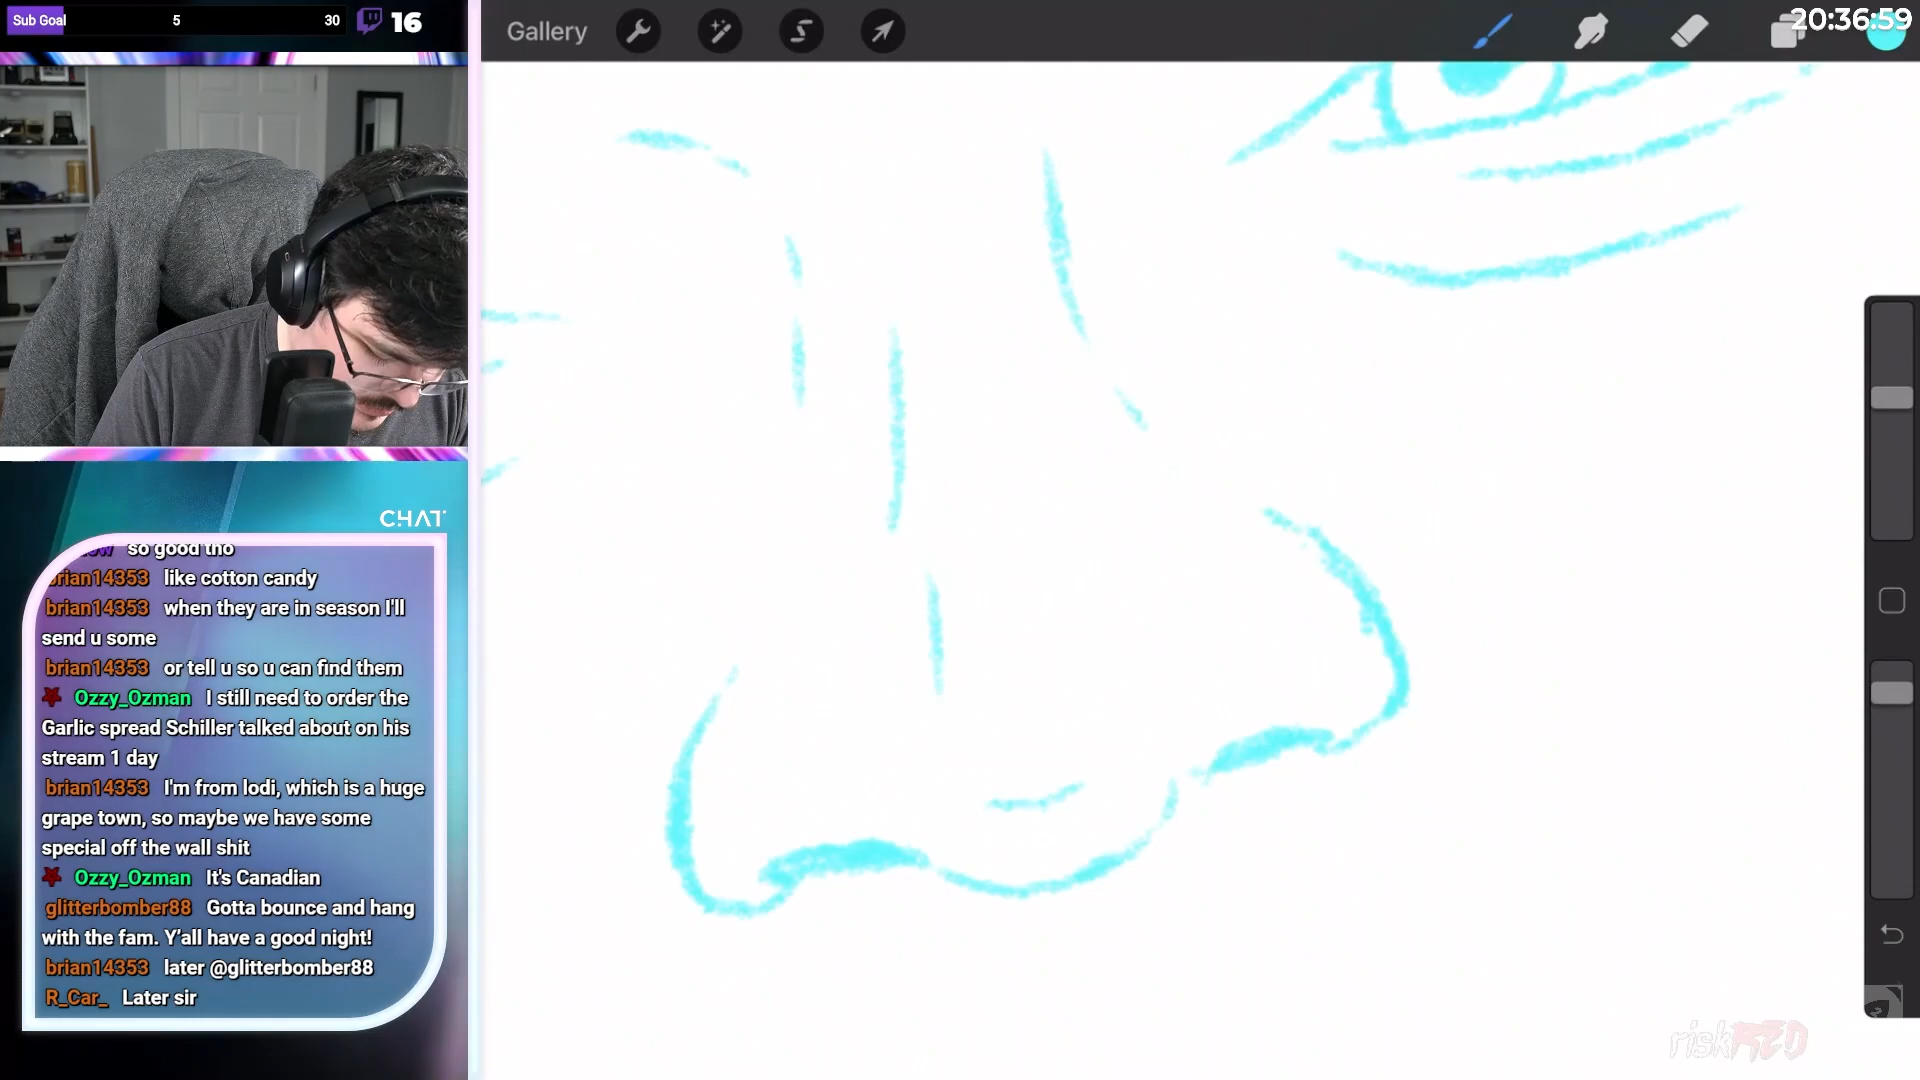 Sub Goal 5 30 16
Gallery
20:36:59
CHAT
so good tho
brian14353 like cotton candy
brian14353 when they are in season I'll
send u some
brian14353 or tell u so u can find them
Ozzy_Ozman I still need to order the
Garlic spread Schiller talked about on his
stream 1 day
brian14353 I'm from lodi, which is a huge
grape town, so maybe we have some
special off the wall shit
Ozzy_Ozman It's Canadian
glitterbomber88 Gotta bounce and hang
with the fam. Y'all have a good night!
brian14353 later @glitterbomber88
R_Car_ Later sir
riskRED